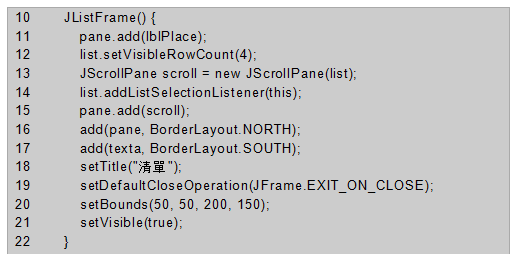 10 JListFrame() {
11 pane.add(lblPlace);
12 list.setVisibleRowCount(4);
13 JScrollPane scroll = new JScrollPane(list);
14 list.addListSelectionListener(this);
15 pane.add(scroll);
16 add(pane, BorderLayout.NORTH);
17 add(texta, BorderLayout.SOUTH);
18 setTitle("清單");
19 setDefaultCloseOperation(JFrame.EXIT_ON_CLOSE);
20 setBounds(50, 50, 200, 150);
21 setVisible(true);
22 }